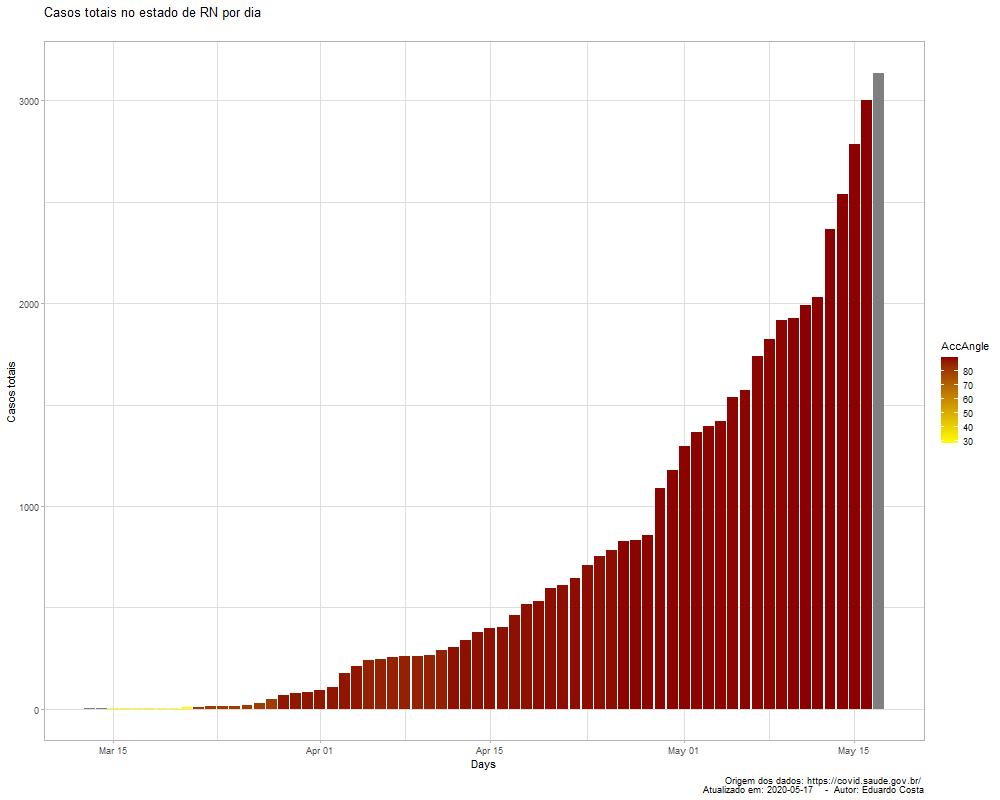 Casos totais no estado de RN por dia
3000
2000
1000
0
Casos totais
Mar 15
Apr 01
Apr 15
May 01
May 15
Days
AccAngle
80
70
60
50
40
30
Origem dos dados: https://covid.saude.gov.br/
Atualizado em: 2020-05-17 - Autor: Eduardo Costa